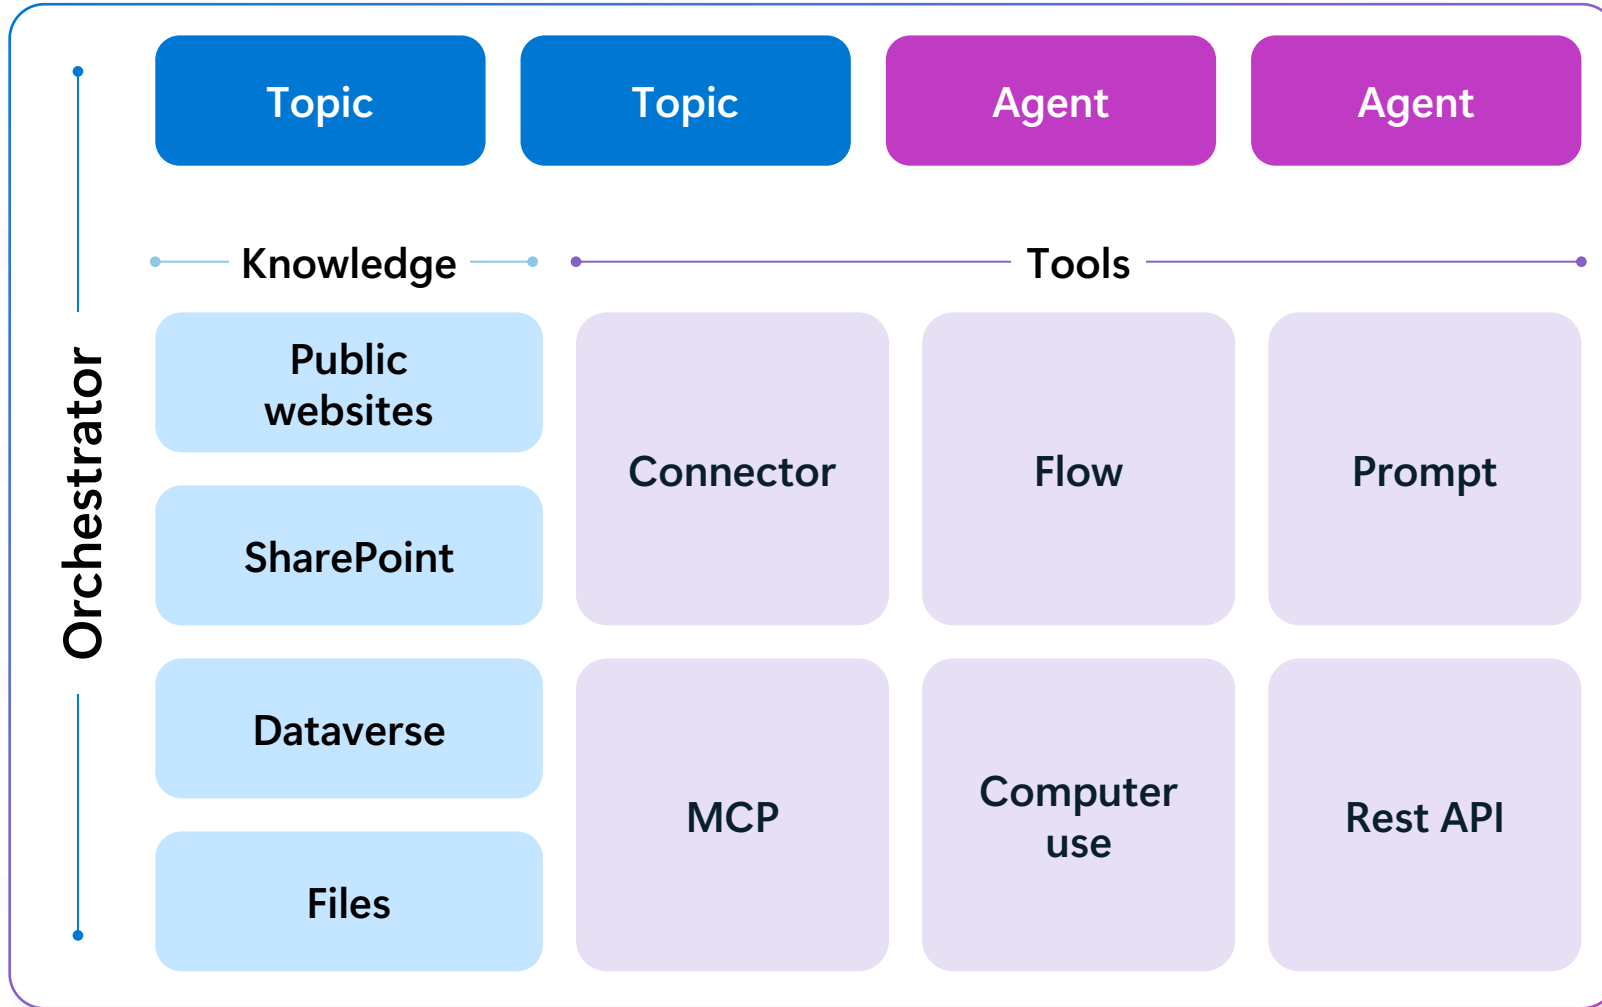 Topic
Topic
Agent
Agent
Orchestrator
Knowledge
Tools
Public
websites
SharePoint
Dataverse
Files
Connector
Flow
Prompt
MCP
Computer
use
Rest API